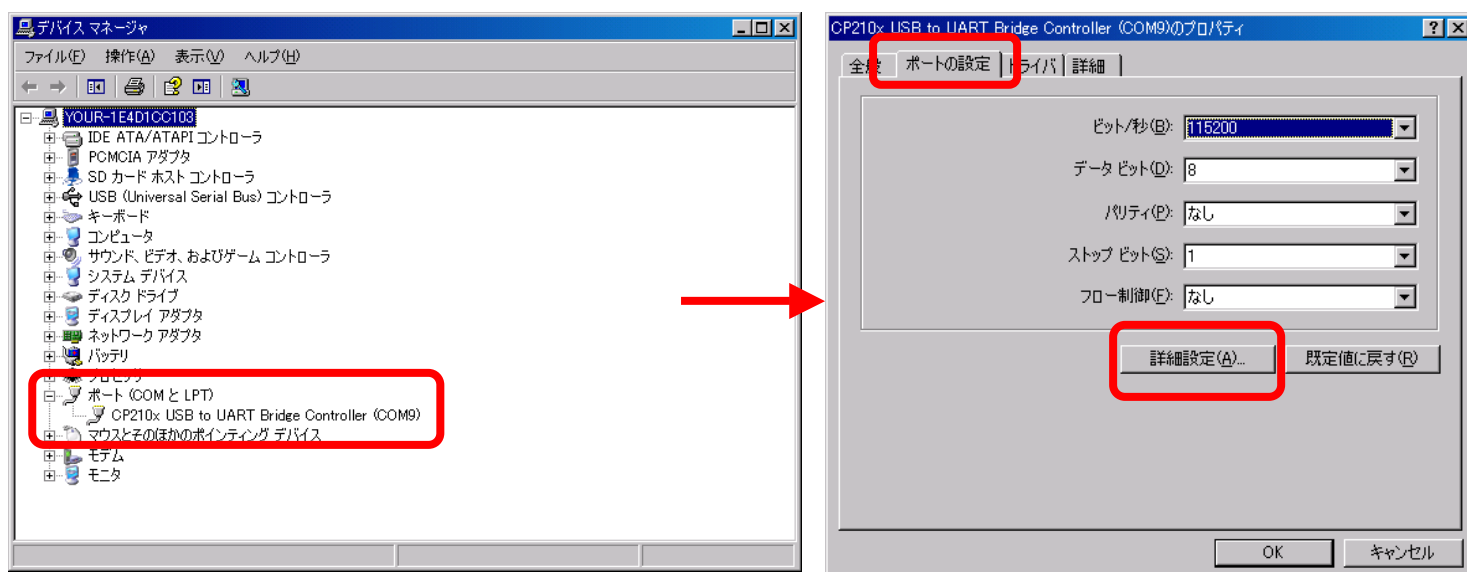 デバイス マネージャ
ファイル(F) 操作(A) 表示(V) ヘルプ(H)
YOUR-1E4D1CC103
IDE ATA/ATAPI コントローラ
PCMCIA アダプタ
SD カード ホスト コントローラ
USB (Universal Serial Bus) コントローラ
キーボード
コンピュータ
サウンド、ビデオ、およびゲーム コントローラ
システム デバイス
ディスク ドライブ
ディスプレイ アダプタ
ネットワーク アダプタ
バッテリ
プロセッサ
ポート (COM と LPT)
CP210x USB to UART Bridge Controller (COM9)
マウスとそのほかのポインティング デバイス
モデム
モニタ
CP210x USB to UART Bridge Controller (COM9)のプロパティ
全般 ポートの設定 ドライバ 詳細
ビット/秒(B): 115200
データ ビット(D): 8
パリティ(P): なし
ストップ ビット(S): 1
フロー制御(F): なし
詳細設定(A)... 既定値に戻す(R)
OK キャンセル